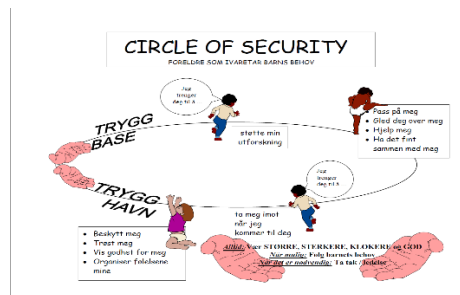 CIRCLE OF SECURITY
FORELDRE SOM IVARETAR BARNS BEHOV
Jeg
trenger
deg til å
TRYGG
BASE
støtte min
utforskning
Pass på meg
Gled deg over meg
Hjelp meg
Ha det fint
sammen med meg
Jeg
trenger
deg til å
TRYGG
HAVN
ta meg imot
når jeg
kommer til deg
Beskytt meg
Trøst meg
Vis godhet for meg
Organiser følelsene
mine
Alltid: Vær STØRRE, STERKERE, KLOKERE og GOD
Når mulig: Følg barnets behov
Når det er nødvendig: Ta tak / ledelse